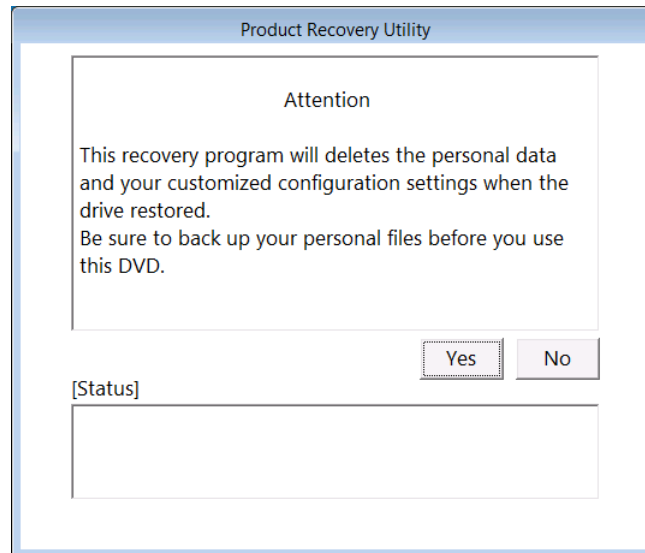 Product Recovery Utility
Attention
This recovery program will deletes the personal data
and your customized configuration settings when the
drive restored.
Be sure to back up your personal files before you use
this DVD.
Yes No
[Status]